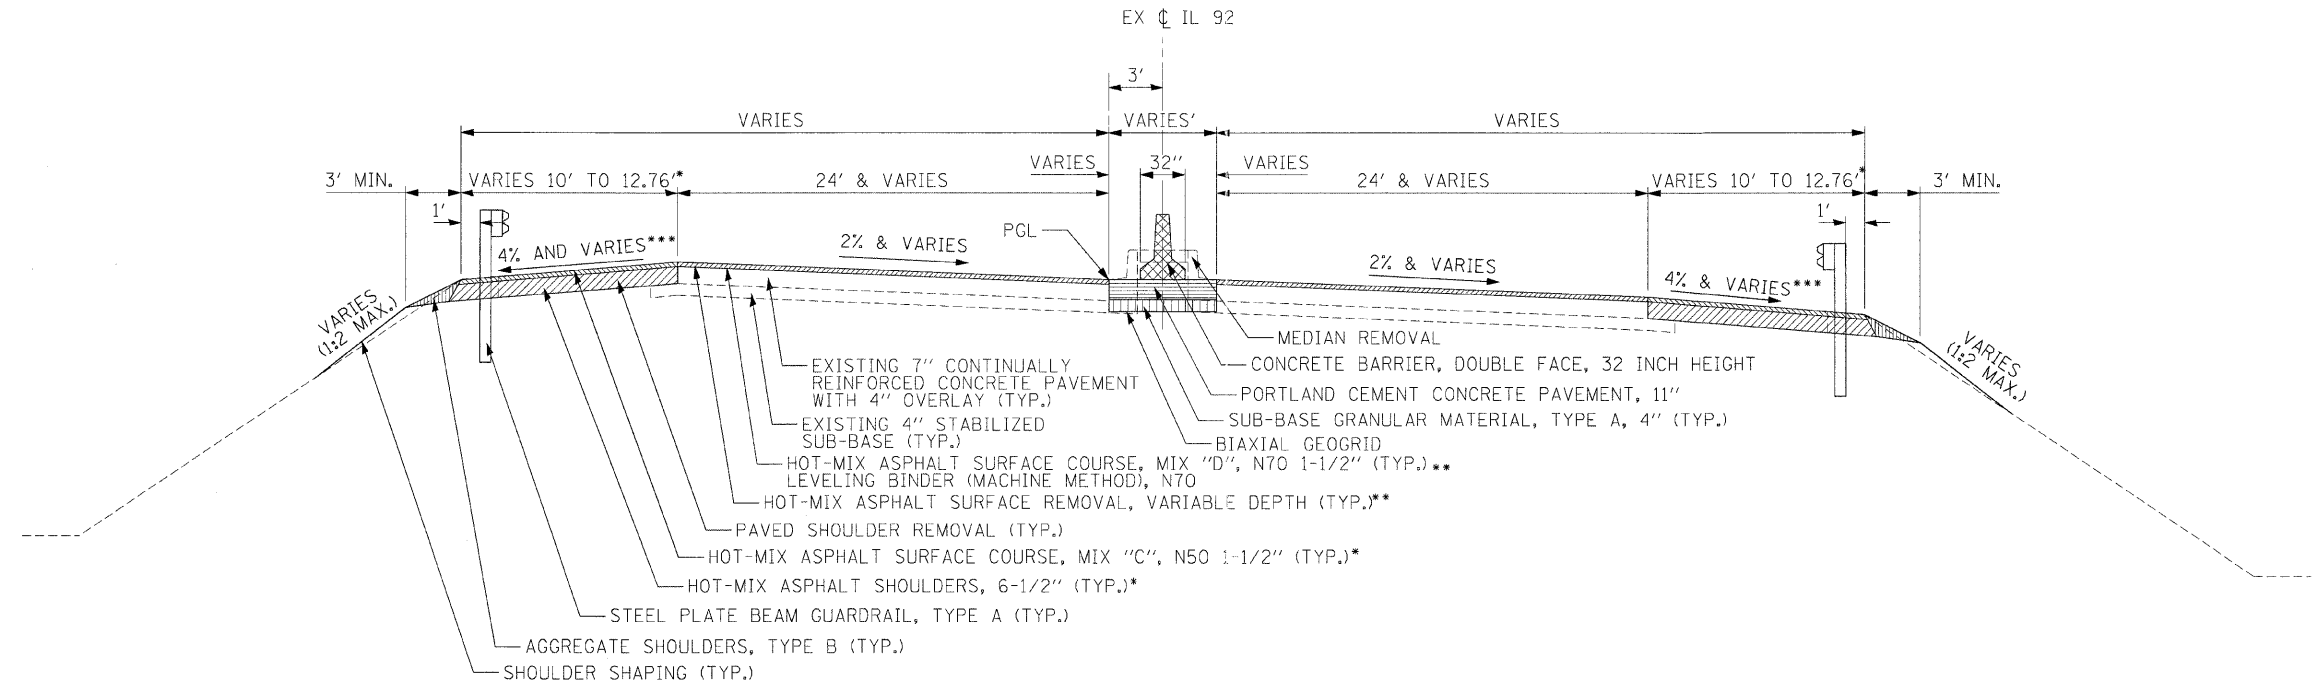 EX ℄ IL 92
3'
VARIES
VARIES'
VARIES
VARIES
32"
VARIES
3' MIN.
VARIES 10' TO 12.76'*
24' & VARIES
24' & VARIES
VARIES 10' TO 12.76'*
3' MIN.
1'
1'
PGL
4% AND VARIES***
2% & VARIES
2% & VARIES
4% & VARIES***
VARIES
(1:2 MAX.)
VARIES
(1:2 MAX.)
MEDIAN REMOVAL
CONCRETE BARRIER, DOUBLE FACE, 32 INCH HEIGHT
PORTLAND CEMENT CONCRETE PAVEMENT, 11"
SUB-BASE GRANULAR MATERIAL, TYPE A, 4" (TYP.)
BIAXIAL GEOGRID
EXISTING 7" CONTINUALLY
REINFORCED CONCRETE PAVEMENT
WITH 4" OVERLAY (TYP.)
EXISTING 4" STABILIZED
SUB-BASE (TYP.)
HOT-MIX ASPHALT SURFACE COURSE, MIX "D", N70 1-1/2" (TYP.)**
LEVELING BINDER (MACHINE METHOD), N70
HOT-MIX ASPHALT SURFACE REMOVAL, VARIABLE DEPTH (TYP.)**
PAVED SHOULDER REMOVAL (TYP.)
HOT-MIX ASPHALT SURFACE COURSE, MIX "C", N50 1-1/2" (TYP.)*
HOT-MIX ASPHALT SHOULDERS, 6-1/2" (TYP.)*
STEEL PLATE BEAM GUARDRAIL, TYPE A (TYP.)
AGGREGATE SHOULDERS, TYPE B (TYP.)
SHOULDER SHAPING (TYP.)